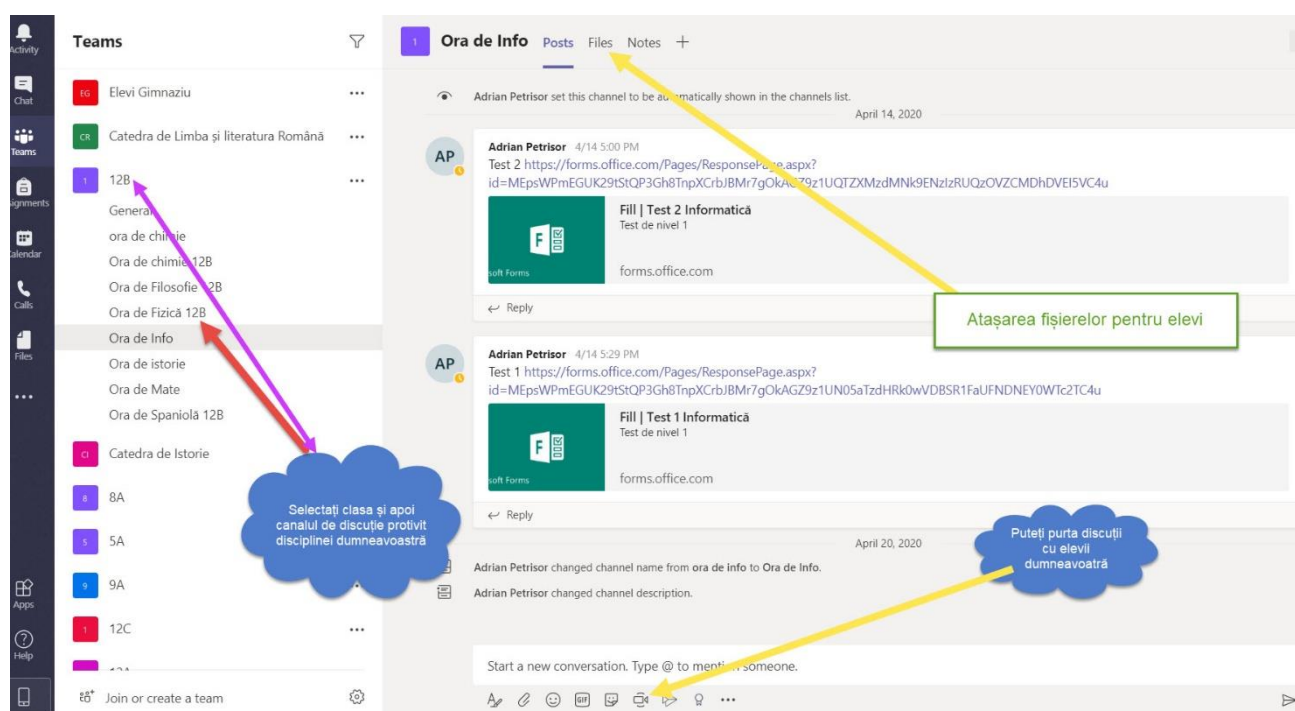 Activity
Chat
Teams
Assignments
Calendar
Calls
Files
Apps
Help
Teams
EG Elevi Gimnaziu
CR Catedra de Limba și literatura Română
1 12B
General
ora de chimie
Ora de chimie 12B
Ora de Filosofie 12B
Ora de Fizică 12B
Ora de Info
Ora de istorie
Ora de Mate
Ora de Spaniolă 12B
CI Catedra de Istorie
8 8A
5 5A
9 9A
1 12C
Join or create a team
1 Ora de Info Posts Files Notes
Adrian Petrisor set this channel to be automatically shown in the channels list.
April 14, 2020
AP
Adrian Petrisor 4/14 5:00 PM
Test 2 https://forms.office.com/Pages/ResponsePage.aspx?
Fill | Test 2 Informatică
Test de nivel 1
soft Forms
forms.office.com
Reply
Atașarea fișierelor pentru elevi
AP
Adrian Petrisor 4/14 5:29 PM
Test 1 https://forms.office.com/Pages/ResponsePage.aspx?
id=MEpsWPmEGUK29tStQP3Gh8TnpXCrbJBMr7gOkAGZ9z1UN05aTzdHRk0wVDBSR1FaUFNDNEY0WTc2TC4u
Fill | Test 1 Informatică
Test de nivel 1
soft Forms
forms.office.com
Reply
Selectați clasa și apoi
canalul de discuție protivit
disciplinei dumneavoastră
April 20, 2020
Adrian Petrisor changed channel name from ora de info to Ora de Info.
Adrian Petrisor changed channel description.
Puteți purta discuții
cu elevii
dumneavoatră
Start a new conversation. Type @ to mention someone.
GIF